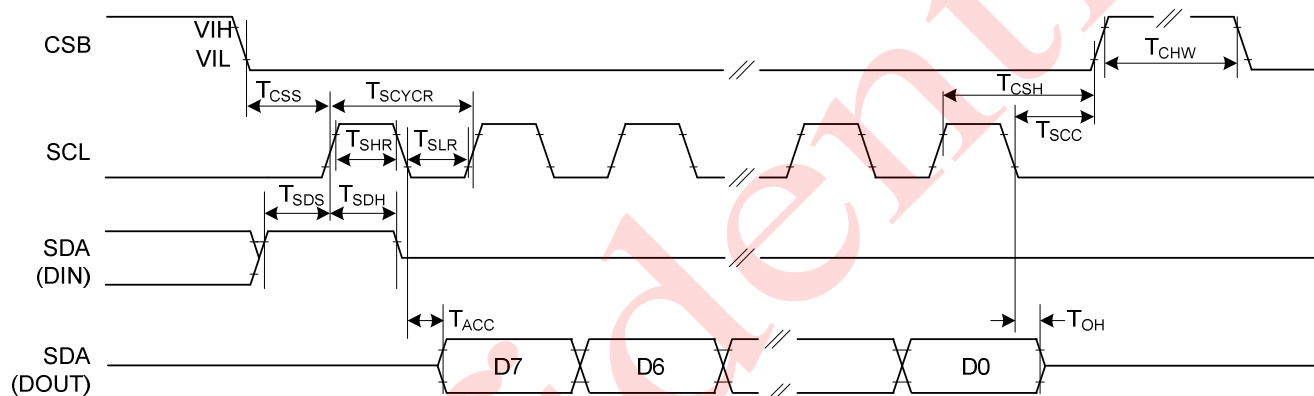 CSB
VIH
VIL
TCHW
TCSS
TSCYCR
TCSH
TSCC
SCL
TSHR
TSLR
TSDS
TSDH
SDA
(DIN)
TACC
TOH
SDA
(DOUT)
D7
D6
D0